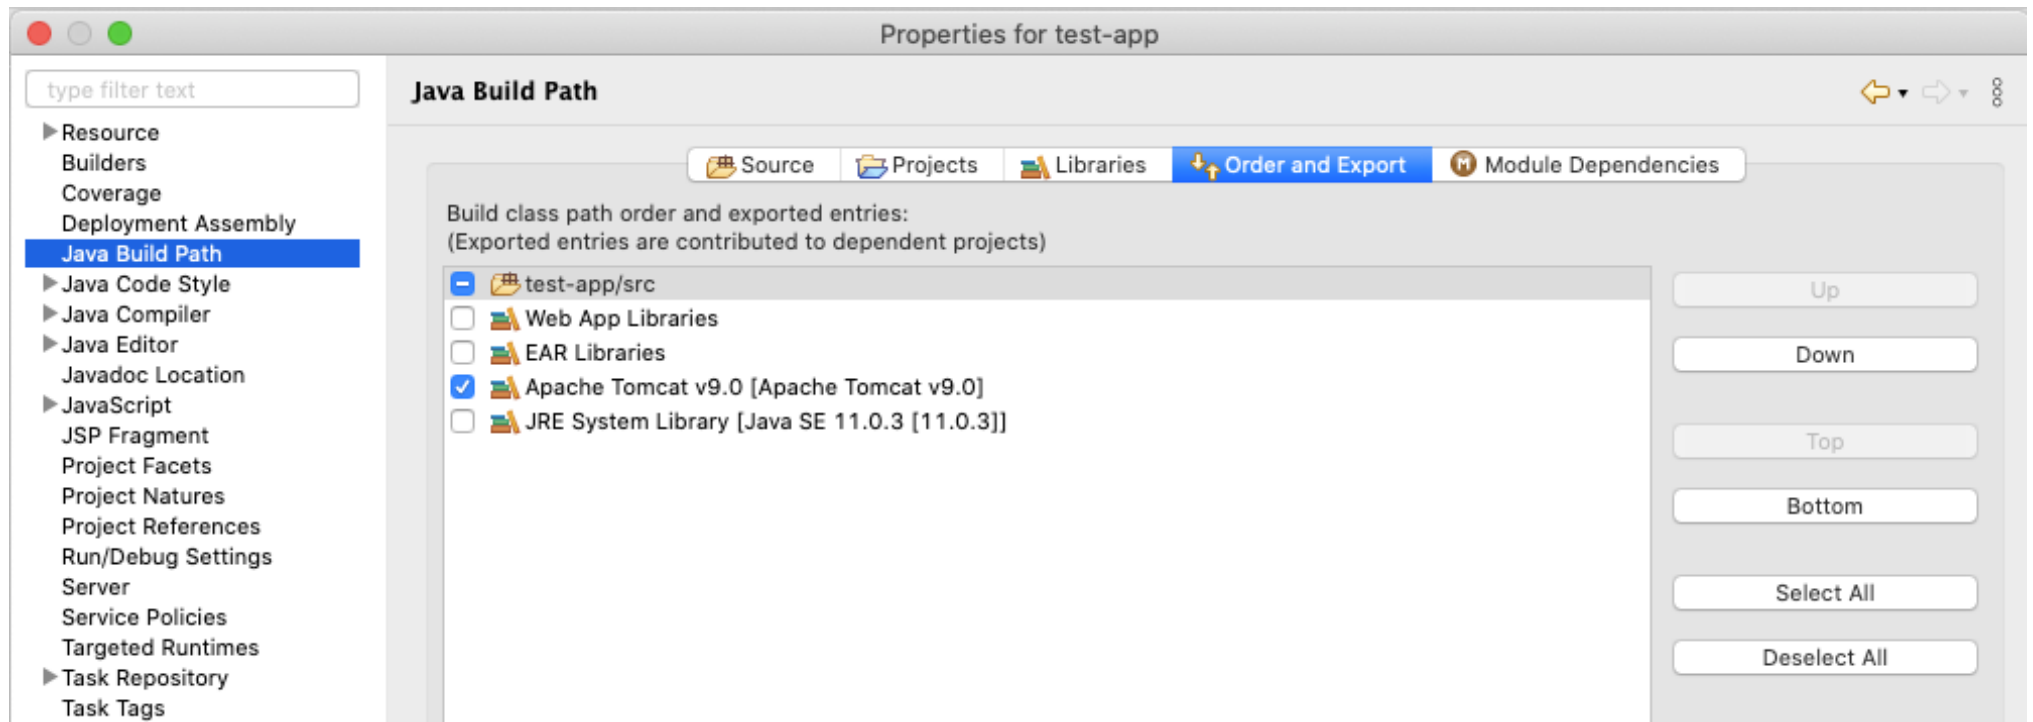 Properties for test-app
type filter text
Resource
Builders
Coverage
Deployment Assembly
Java Build Path
Java Code Style
Java Compiler
Java Editor
Javadoc Location
JavaScript
JSP Fragment
Project Facets
Project Natures
Project References
Run/Debug Settings
Server
Service Policies
Targeted Runtimes
Task Repository
Task Tags
Java Build Path
Source Projects Libraries Order and Export Module Dependencies
Build class path order and exported entries:
(Exported entries are contributed to dependent projects)
test-app/src
Web App Libraries
EAR Libraries
Apache Tomcat v9.0 [Apache Tomcat v9.0]
JRE System Library [Java SE 11.0.3 [11.0.3]]
Up
Down
Top
Bottom
Select All
Deselect All